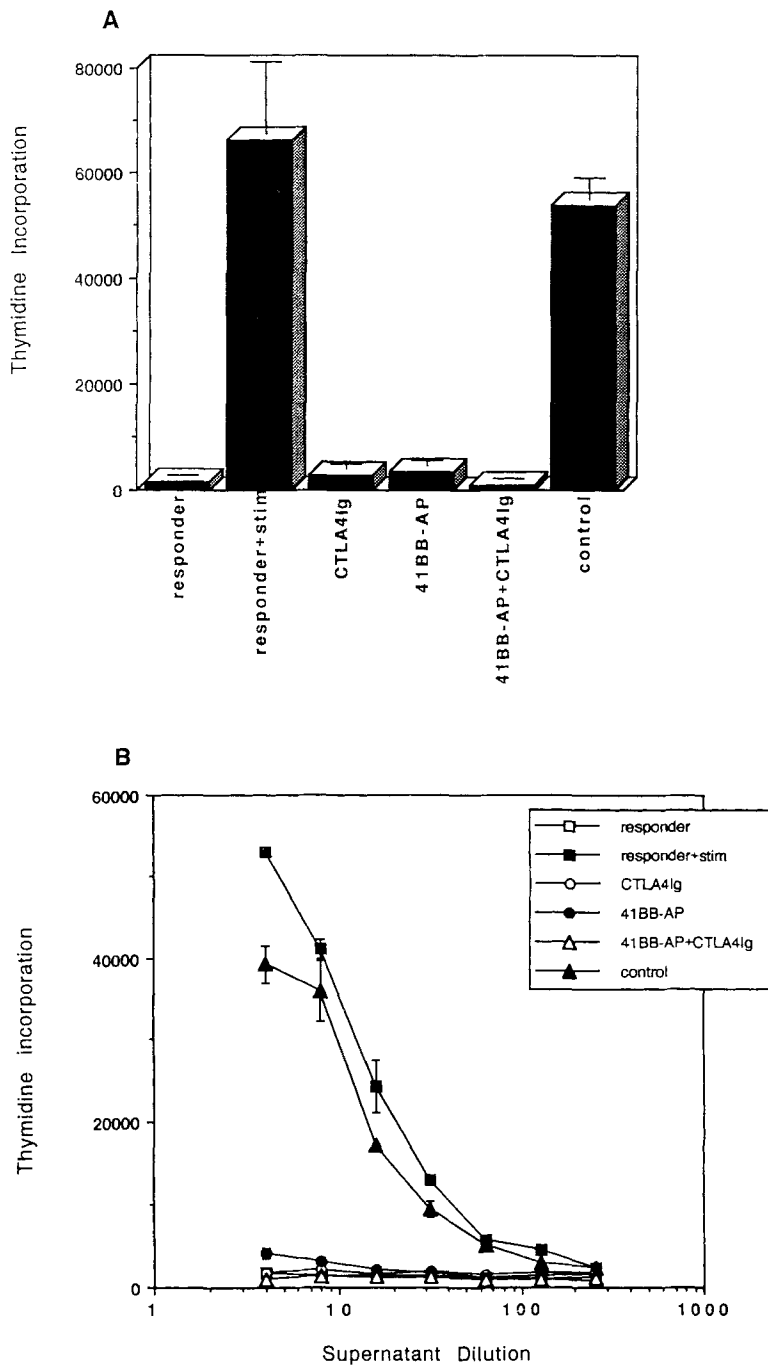 A
Thymidine Incorporation
80000
60000
40000
20000
0
responder
responder+stim
CTLA4Ig
41BB-AP
41BB-AP+CTLA4Ig
control
B
Thymidine incorporation
60000
40000
20000
0
responder
responder+stim
CTLA4Ig
41BB-AP
41BB-AP+CTLA4Ig
control
1
10
100
1000
Supernatant Dilution